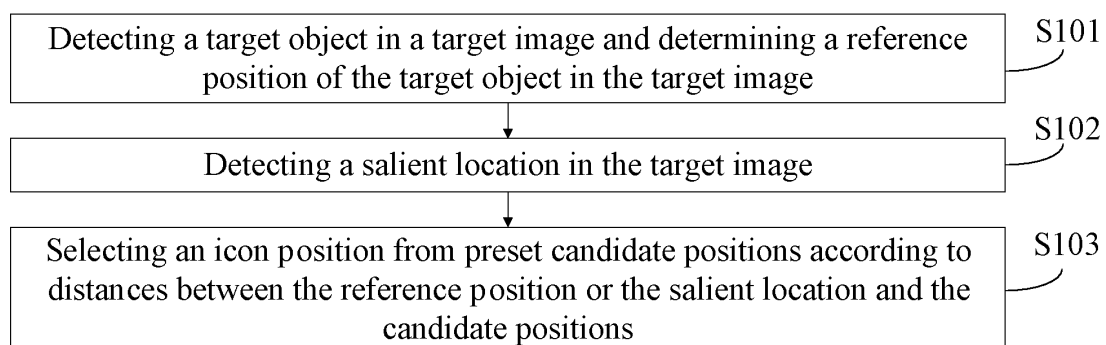 Detecting a target object in a target image and determining a reference
position of the target object in the target image
S101
Detecting a salient location in the target image
S102
Selecting an icon position from preset candidate positions according to
distances between the reference position or the salient location and the
candidate positions
S103